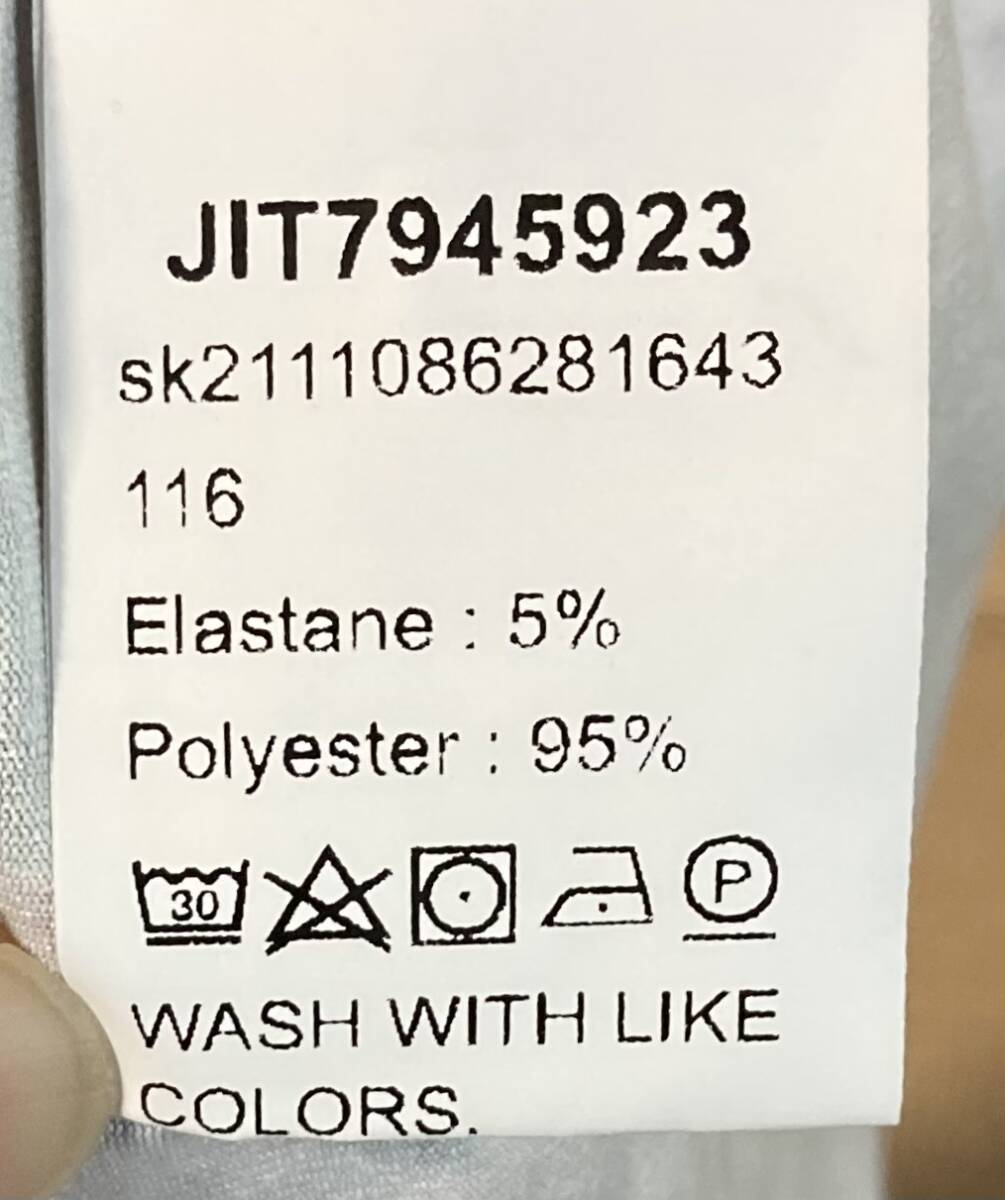 JIT7945923
sk2111086281643
116
Elastane : 5%
Polyester : 95%
30 P
WASH WITH LIKE
COLORS.